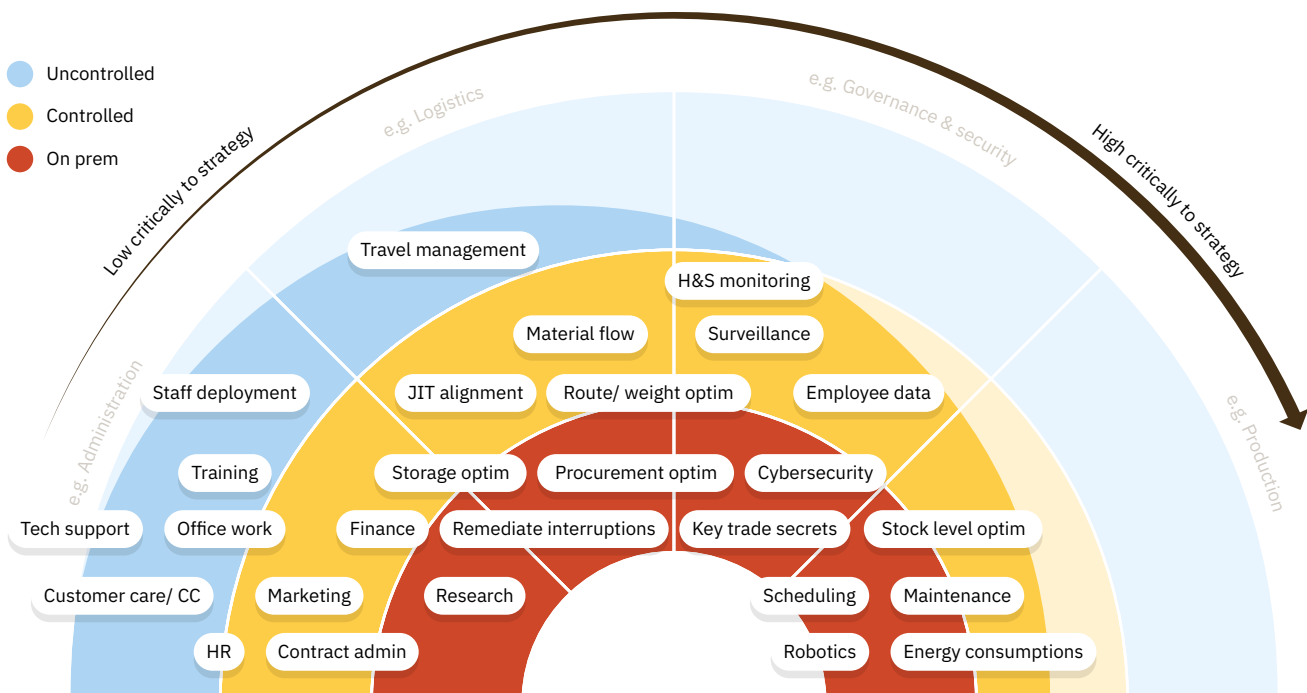 Uncontrolled
Controlled
On prem
Low critically to strategy
High critically to strategy
e.g. Administration
e.g. Logistics
e.g. Governance & security
e.g. Production
Travel management
H&S monitoring
Material flow
Surveillance
Staff deployment
JIT alignment
Route/ weight optim
Employee data
Training
Storage optim
Procurement optim
Cybersecurity
Tech support
Office work
Finance
Remediate interruptions
Key trade secrets
Stock level optim
Customer care/ CC
Marketing
Research
Scheduling
Maintenance
HR
Contract admin
Robotics
Energy consumptions